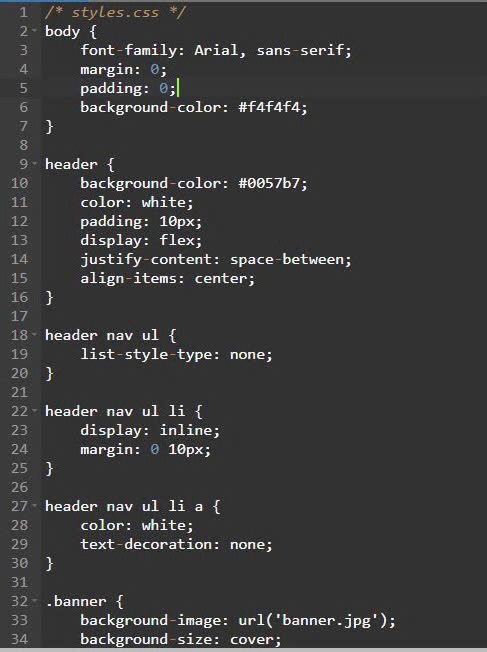 1 /* styles.css */
2 body {
3 font-family: Arial, sans-serif;
4 margin: 0;
5 padding: 0;
6 background-color: #f4f4f4;
7 }
8
9 header {
10 background-color: #0057b7;
11 color: white;
12 padding: 10px;
13 display: flex;
14 justify-content: space-between;
15 align-items: center;
16 }
17
18 header nav ul {
19 list-style-type: none;
20 }
21
22 header nav ul li {
23 display: inline;
24 margin: 0 10px;
25 }
26
27 header nav ul li a {
28 color: white;
29 text-decoration: none;
30 }
31
32 .banner {
33 background-image: url('banner.jpg');
34 background-size: cover;